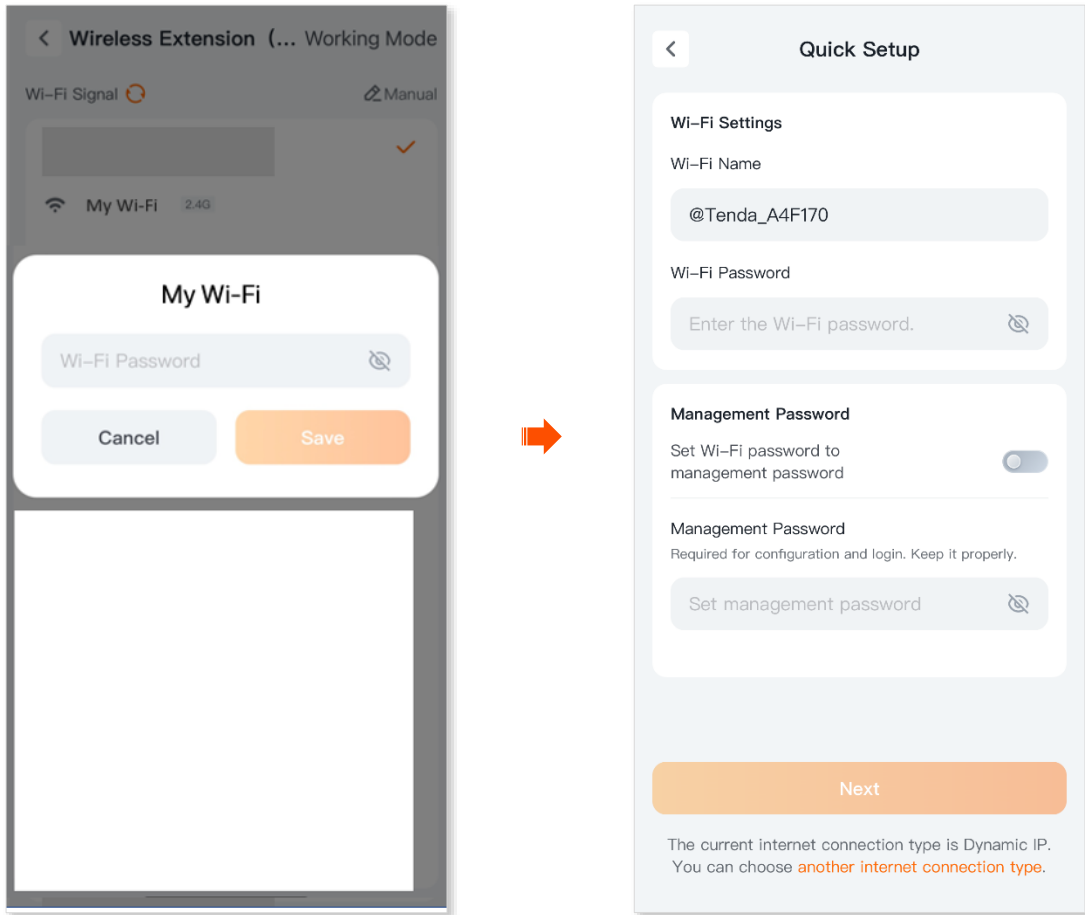 Wireless Extension (... Working Mode
Wi-Fi Signal
Manual
My Wi-Fi 2.4G
My Wi-Fi
Wi-Fi Password
Cancel
Save
Quick Setup
Wi-Fi Settings
Wi-Fi Name
@Tenda_A4F170
Wi-Fi Password
Enter the Wi-Fi password.
Management Password
Set Wi-Fi password to
management password
Management Password
Required for configuration and login. Keep it properly.
Set management password
Next
The current internet connection type is Dynamic IP.
You can choose another internet connection type.